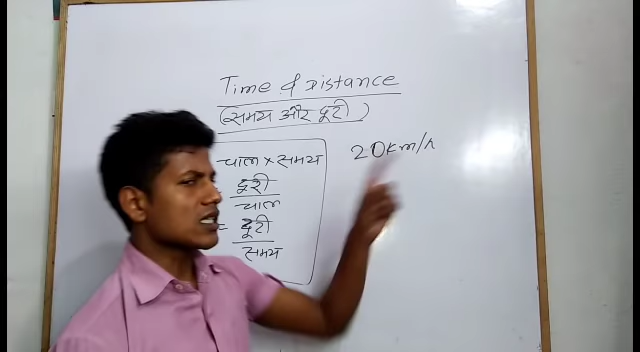 Time & Distance
(समय और दूरी)
चाल × समय
दूरी
चाल
= दूरी
समय
20km/h